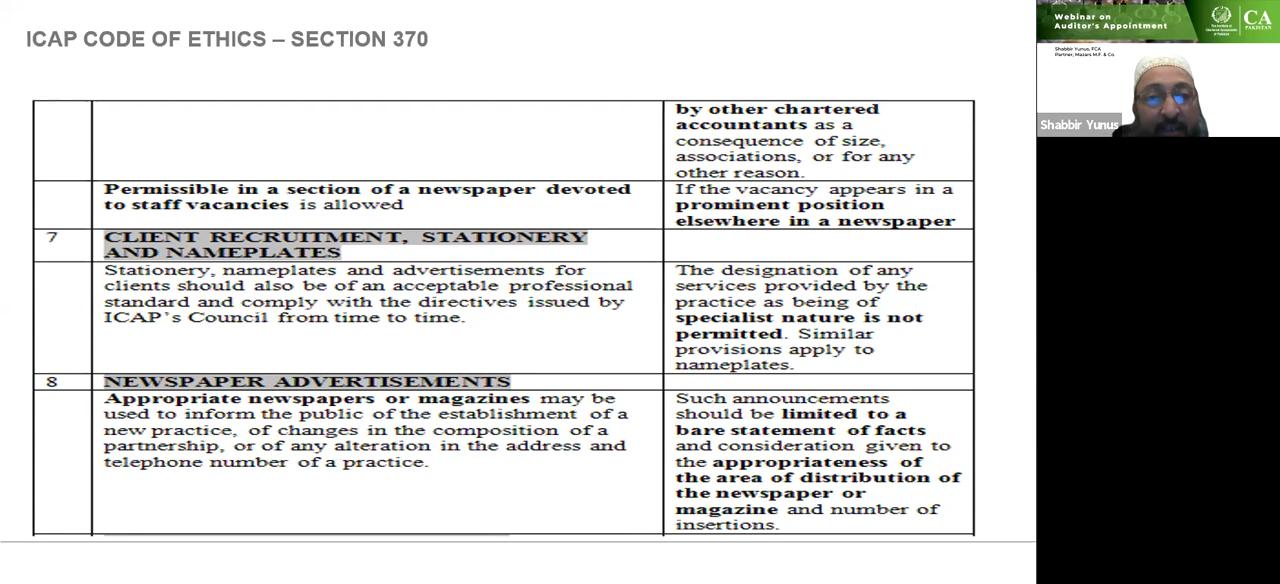 ICAP CODE OF ETHICS – SECTION 370
by other chartered
accountants as a
consequence of size,
associations, or for any
other reason.
Permissible in a section of a newspaper devoted
to staff vacancies is allowed
If the vacancy appears in a
prominent position
elsewhere in a newspaper
7
CLIENT RECRUITMENT, STATIONERY
AND NAMEPLATES
Stationery, nameplates and advertisements for
clients should also be of an acceptable professional
standard and comply with the directives issued by
ICAP's Council from time to time.
The designation of any
services provided by the
practice as being of
specialist nature is not
permitted. Similar
provisions apply to
nameplates.
8
NEWSPAPER ADVERTISEMENTS
Appropriate newspapers or magazines may be
used to inform the public of the establishment of a
new practice, of changes in the composition of a
partnership, or of any alteration in the address and
telephone number of a practice.
Such announcements
should be limited to a
bare statement of facts
and consideration given to
the appropriateness of
the area of distribution of
the newspaper or
magazine and number of
insertions.
Webinar on
Auditor's Appointment
CA
PAKISTAN
Shabbir Yunus, FCA
Partner, Mazars M.F. & Co.
Shabbir Yunus